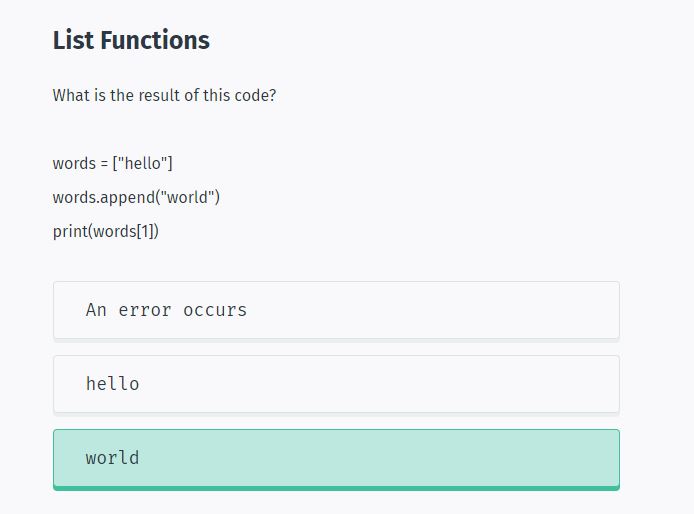 List Functions
What is the result of this code?
words = ["hello"]
words.append("world")
print(words[1])
An error occurs
hello
world